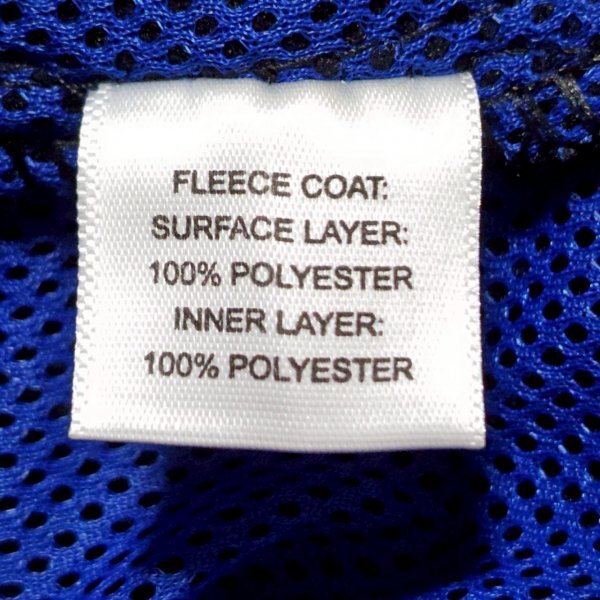 FLEECE COAT:
SURFACE LAYER:
100% POLYESTER
INNER LAYER:
100% POLYESTER